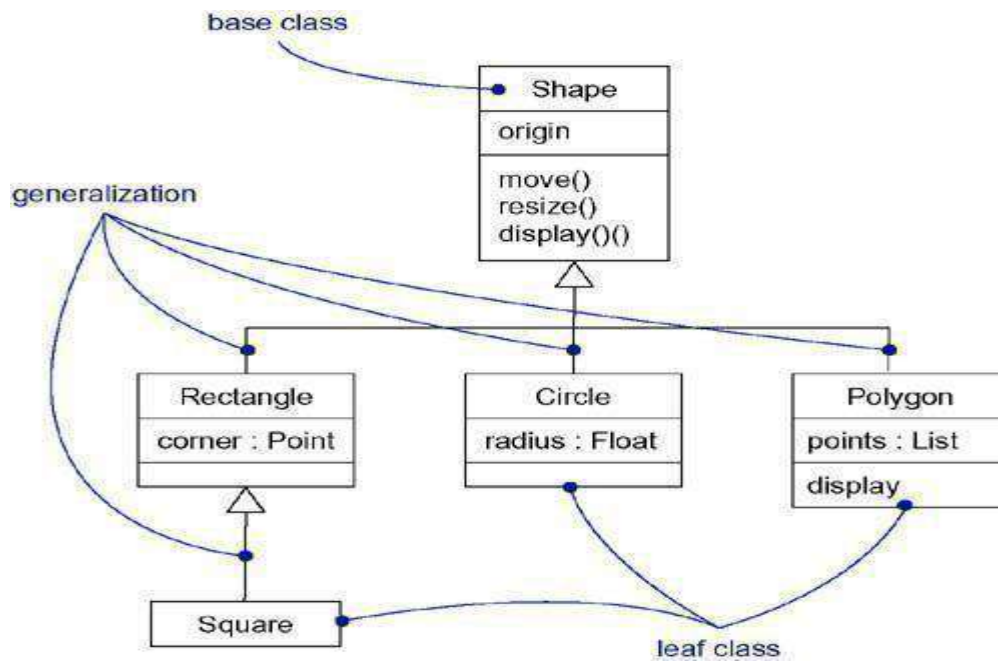 base class
Shape
origin
move()
resize()
display()()
generalization
Rectangle
corner : Point
Circle
radius : Float
Polygon
points : List
display
Square
leaf class